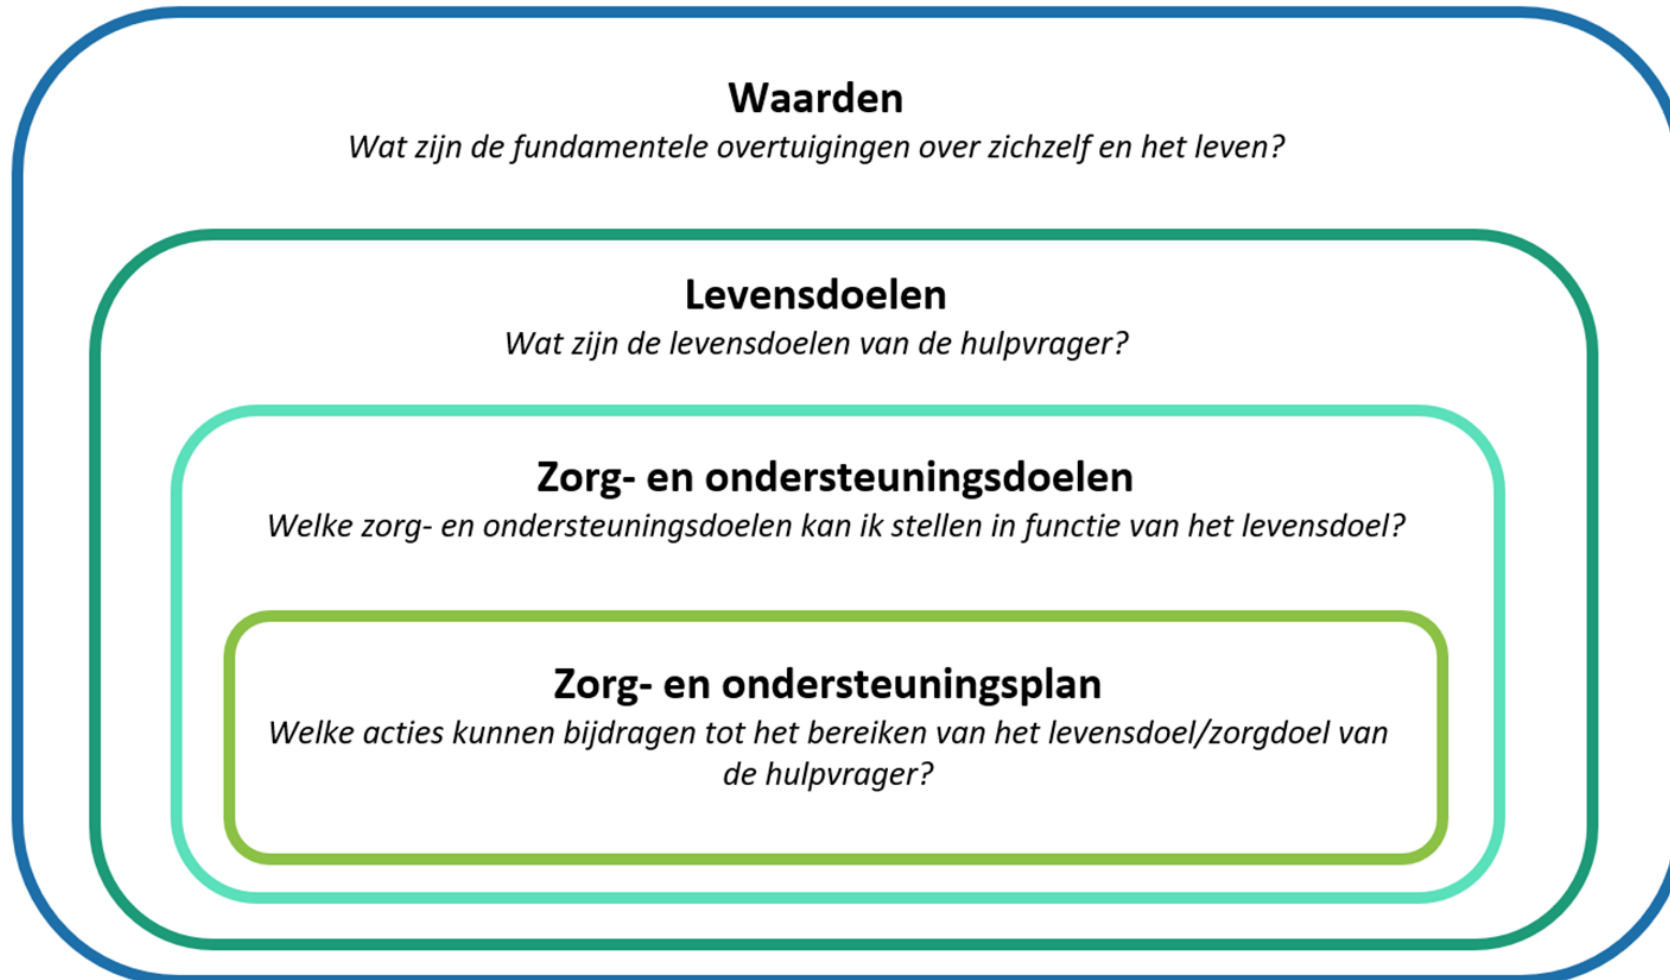 Waarden
Wat zijn de fundamentele overtuigingen over zichzelf en het leven?
Levensdoelen
Wat zijn de levensdoelen van de hulpvrager?
Zorg- en ondersteuningsdoelen
Welke zorg- en ondersteuningsdoelen kan ik stellen in functie van het levensdoel?
Zorg- en ondersteuningsplan
Welke acties kunnen bijdragen tot het bereiken van het levensdoel/zorgdoel van
de hulpvrager?